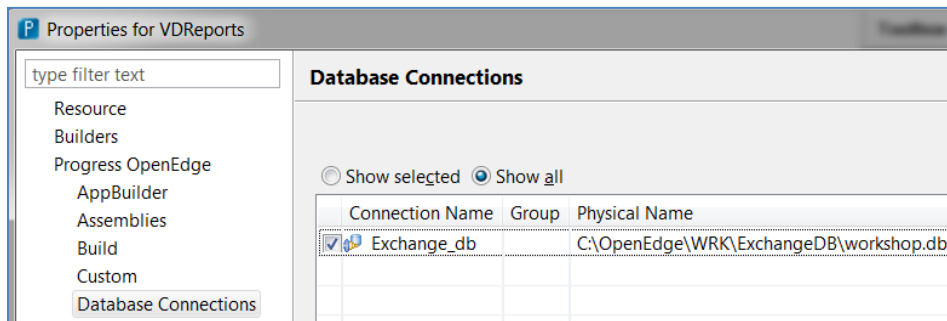 Properties for VDReports
type filter text
Resource
Builders
Progress OpenEdge
AppBuilder
Assemblies
Build
Custom
Database Connections
Database Connections
Show selected Show all
Connection Name Group Physical Name
Exchange_db C:\OpenEdge\WRK\ExchangeDB\workshop.db